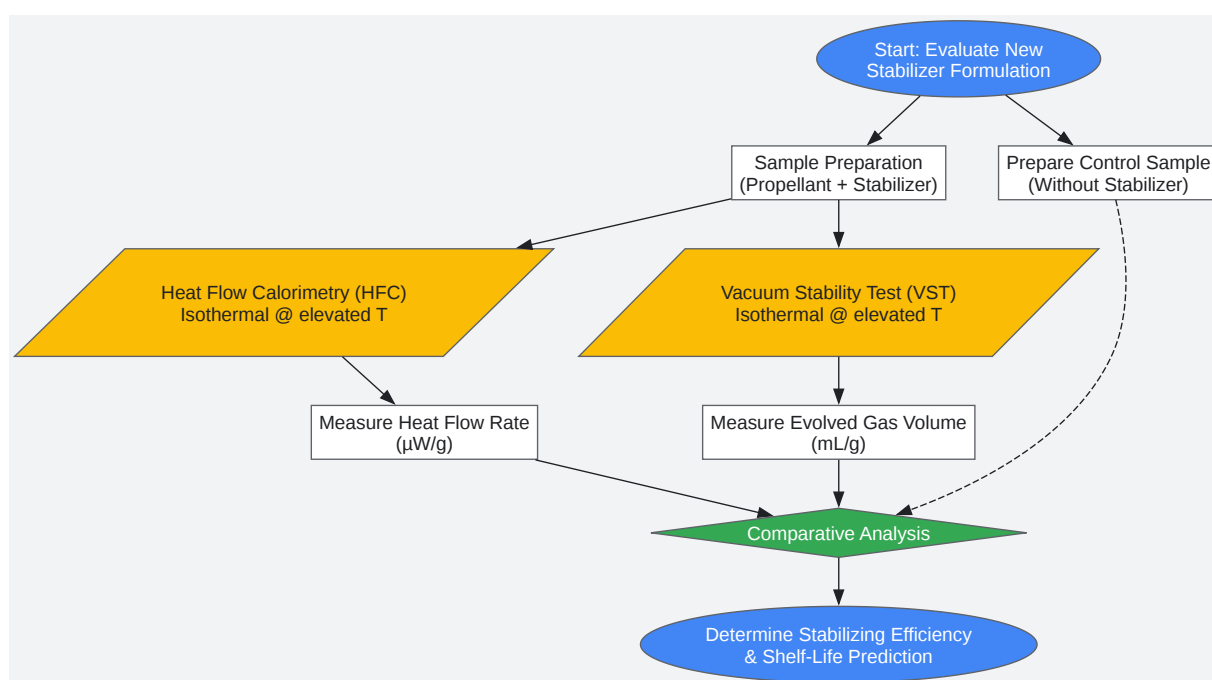 Start: Evaluate New
Stabilizer Formulation
Sample Preparation
(Propellant + Stabilizer)
Prepare Control Sample
(Without Stabilizer)
Heat Flow Calorimetry (HFC)
Isothermal @ elevated T
Vacuum Stability Test (VST)
Isothermal @ elevated T
Measure Heat Flow Rate
(µW/g)
Measure Evolved Gas Volume
(mL/g)
Comparative Analysis
Determine Stabilizing Efficiency
& Shelf-Life Prediction